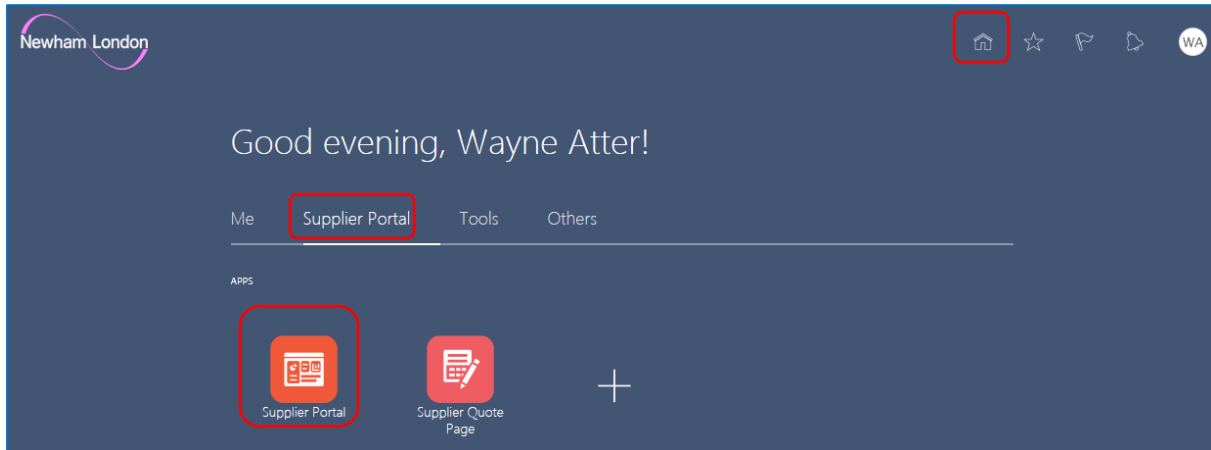 Newham London
WA
Good evening, Wayne Atter!
Me Supplier Portal Tools Others
APPS
Supplier Portal
Supplier Quote
Page